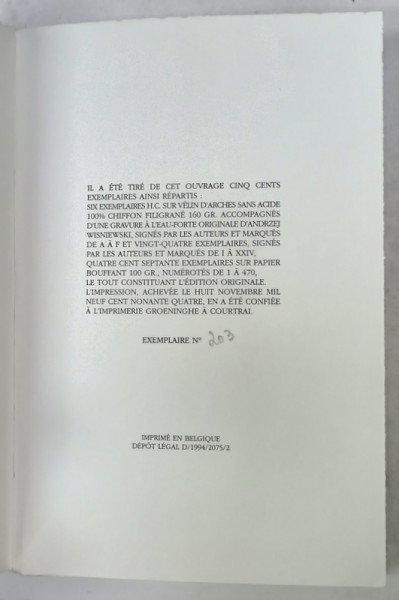 IL A ÉTÉ TIRÉ DE CET OUVRAGE CINQ CENTS
EXEMPLAIRES AINSI RÉPARTIS :
SIX EXEMPLAIRES H.C. SUR VÉLIN D'ARCHES SANS ACIDE
100% CHIFFON FILIGRANÉ 160 GR. ACCOMPAGNÉS
D'UNE GRAVURE À L'EAU-FORTE ORIGINALE D'ANDRZEJ
WISNIEWSKI, SIGNÉS PAR LES AUTEURS ET MARQUÉS
DE A À F ET VINGT-QUATRE EXEMPLAIRES, SIGNÉS
PAR LES AUTEURS ET MARQUÉS DE I À XXIV,
QUATRE CENT SEPTANTE EXEMPLAIRES SUR PAPIER
BOUFFANT 100 GR., NUMÉROTÉS DE 1 À 470,
LE TOUT CONSTITUANT L'ÉDITION ORIGINALE.
L'IMPRESSION, ACHEVÉE LE HUIT NOVEMBRE MIL
NEUF CENT NONANTE QUATRE, EN A ÉTÉ CONFIÉE
À L'IMPRIMERIE GROENINGHE À COURTRAI.
EXEMPLAIRE N° 203
IMPRIMÉ EN BELGIQUE
DÉPÔT LÉGAL D/1994/2075/2